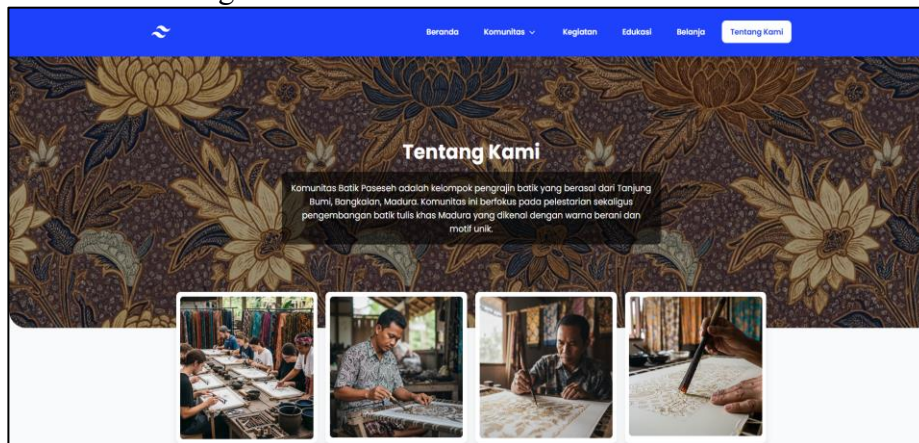 Beranda Komunitas Kegiatan Edukasi Belanja Tentang Kami
Tentang Kami
Komunitas Batik Paseseh adalah kelompok pengrajin batik yang berasal dari Tanjung
Bumi, Bangkalan, Madura. Komunitas ini berfokus pada pelestarian sekaligus
pengembangan batik tulis khas Madura yang dikenal dengan warna berani dan
motif unik.